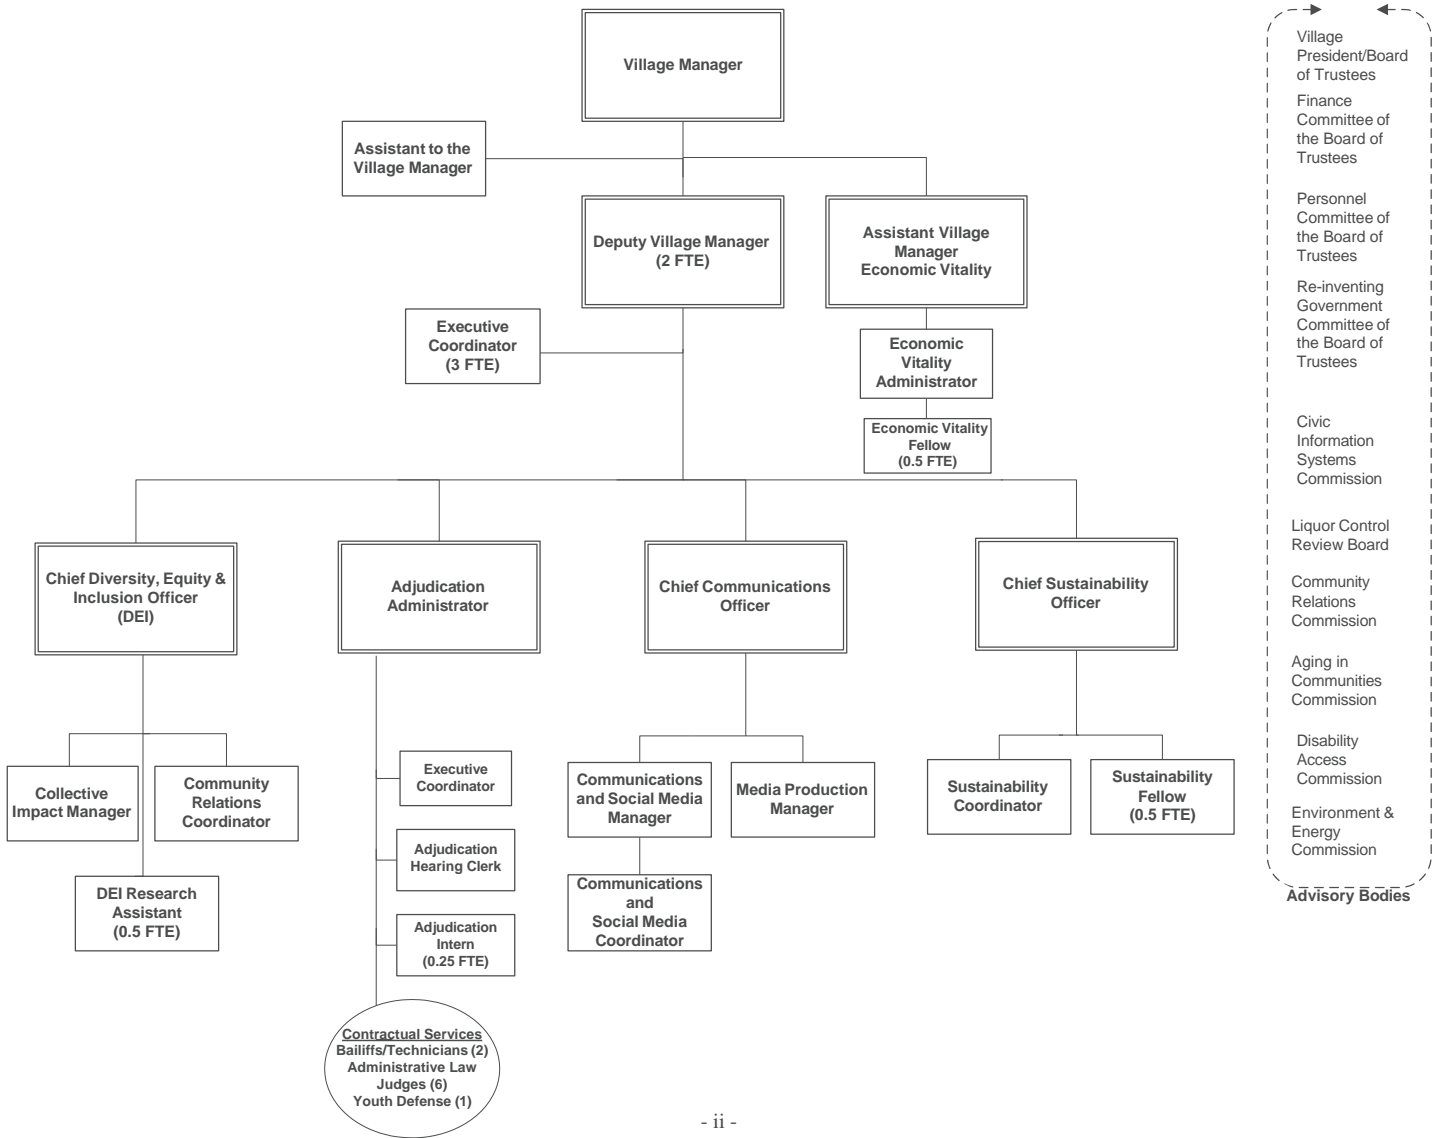 Village Manager
Assistant to the
Village Manager
Deputy Village Manager
(2 FTE)
Assistant Village
Manager
Economic Vitality
Executive
Coordinator
(3 FTE)
Economic
Vitality
Administrator
Economic Vitality
Fellow
(0.5 FTE)
Chief Diversity, Equity &
Inclusion Officer
(DEI)
Adjudication
Administrator
Chief Communications
Officer
Chief Sustainability
Officer
Collective
Impact Manager
Community
Relations
Coordinator
DEI Research
Assistant
(0.5 FTE)
Executive
Coordinator
Adjudication
Hearing Clerk
Adjudication
Intern
(0.25 FTE)
Contractual Services
Bailiffs/Technicians (2)
Administrative Law
Judges (6)
Youth Defense (1)
Communications
and Social Media
Manager
Media Production
Manager
Communications
and
Social Media
Coordinator
Sustainability
Coordinator
Sustainability
Fellow
(0.5 FTE)
Village
President/Board
of Trustees
Finance
Committee of
the Board of
Trustees
Personnel
Committee of
the Board of
Trustees
Re-inventing
Government
Committee of
the Board of
Trustees
Civic
Information
Systems
Commission
Liquor Control
Review Board
Community
Relations
Commission
Aging in
Communities
Commission
Disability
Access
Commission
Environment &
Energy
Commission
Advisory Bodies
- ii -